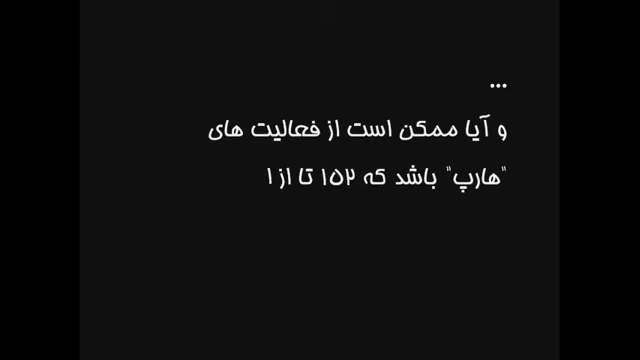 ...
و آیا ممکن است از فعالیت های
"هارپ" باشد که ۱۵۲ تا از ۱